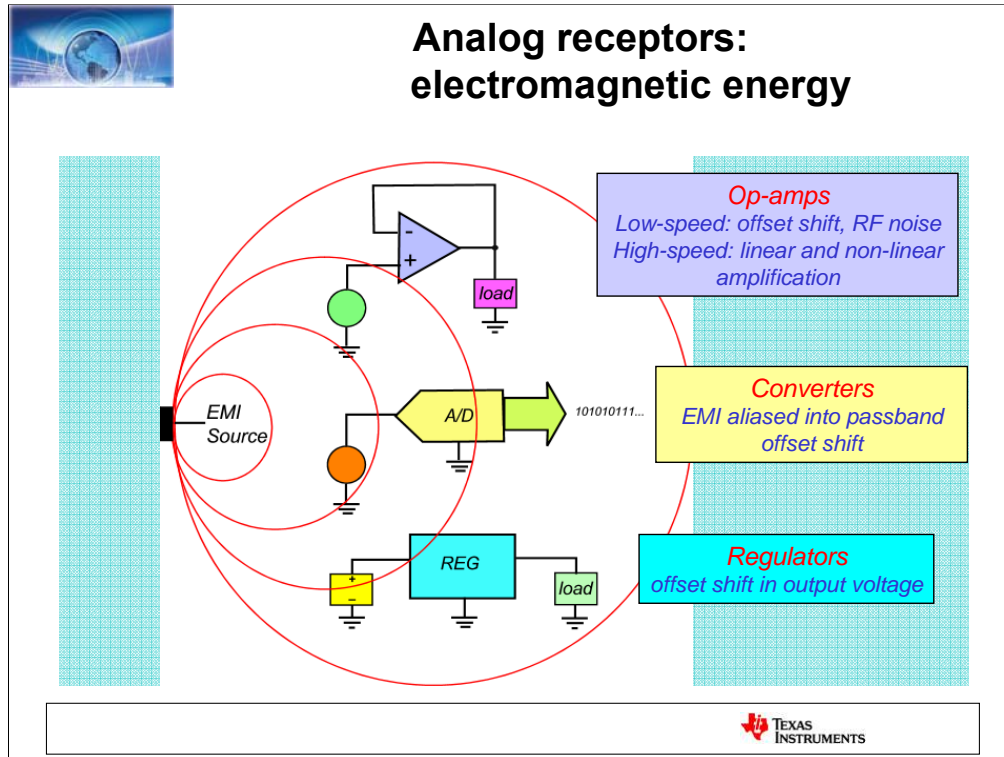 Analog receptors:
electromagnetic energy
Op-amps
Low-speed: offset shift, RF noise
High-speed: linear and non-linear
amplification
-
+
load
EMI
Source
A/D
101010111...
Converters
EMI aliased into passband
offset shift
+
−
REG
load
Regulators
offset shift in output voltage
TEXAS
INSTRUMENTS